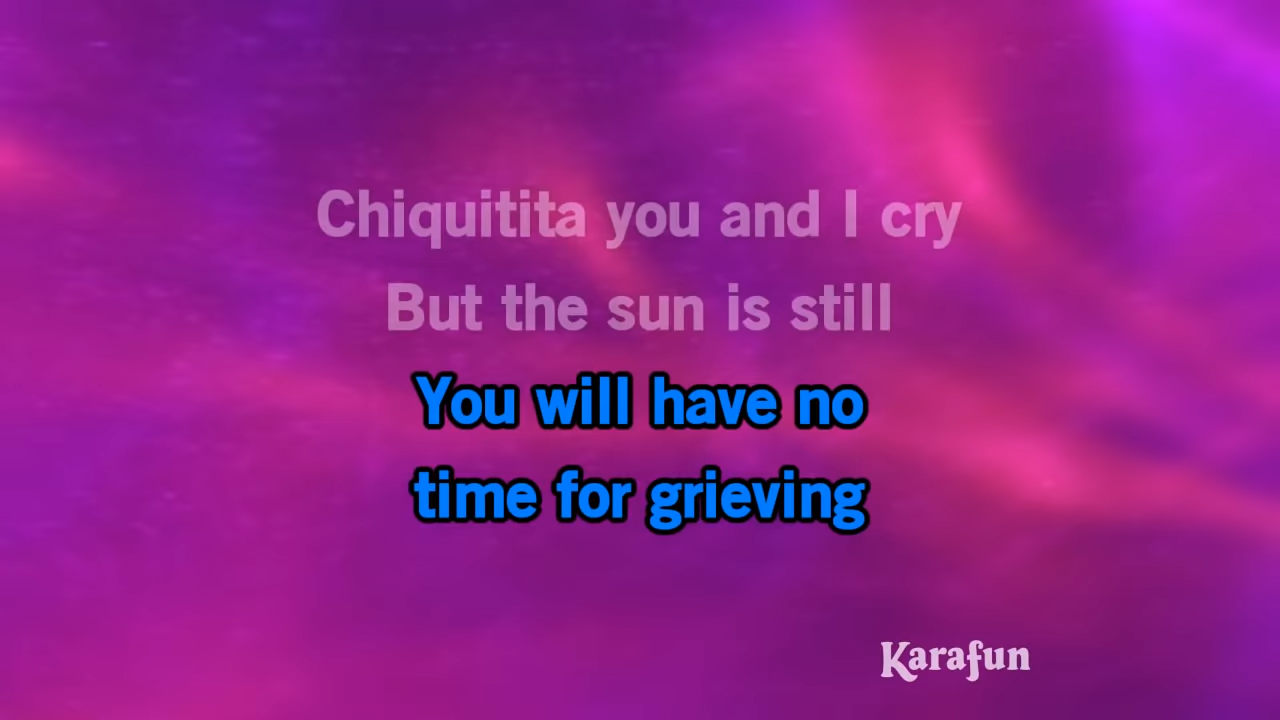 Chiquitita you and I cry
But the sun is still
You will have no
time for grieving
Karafun